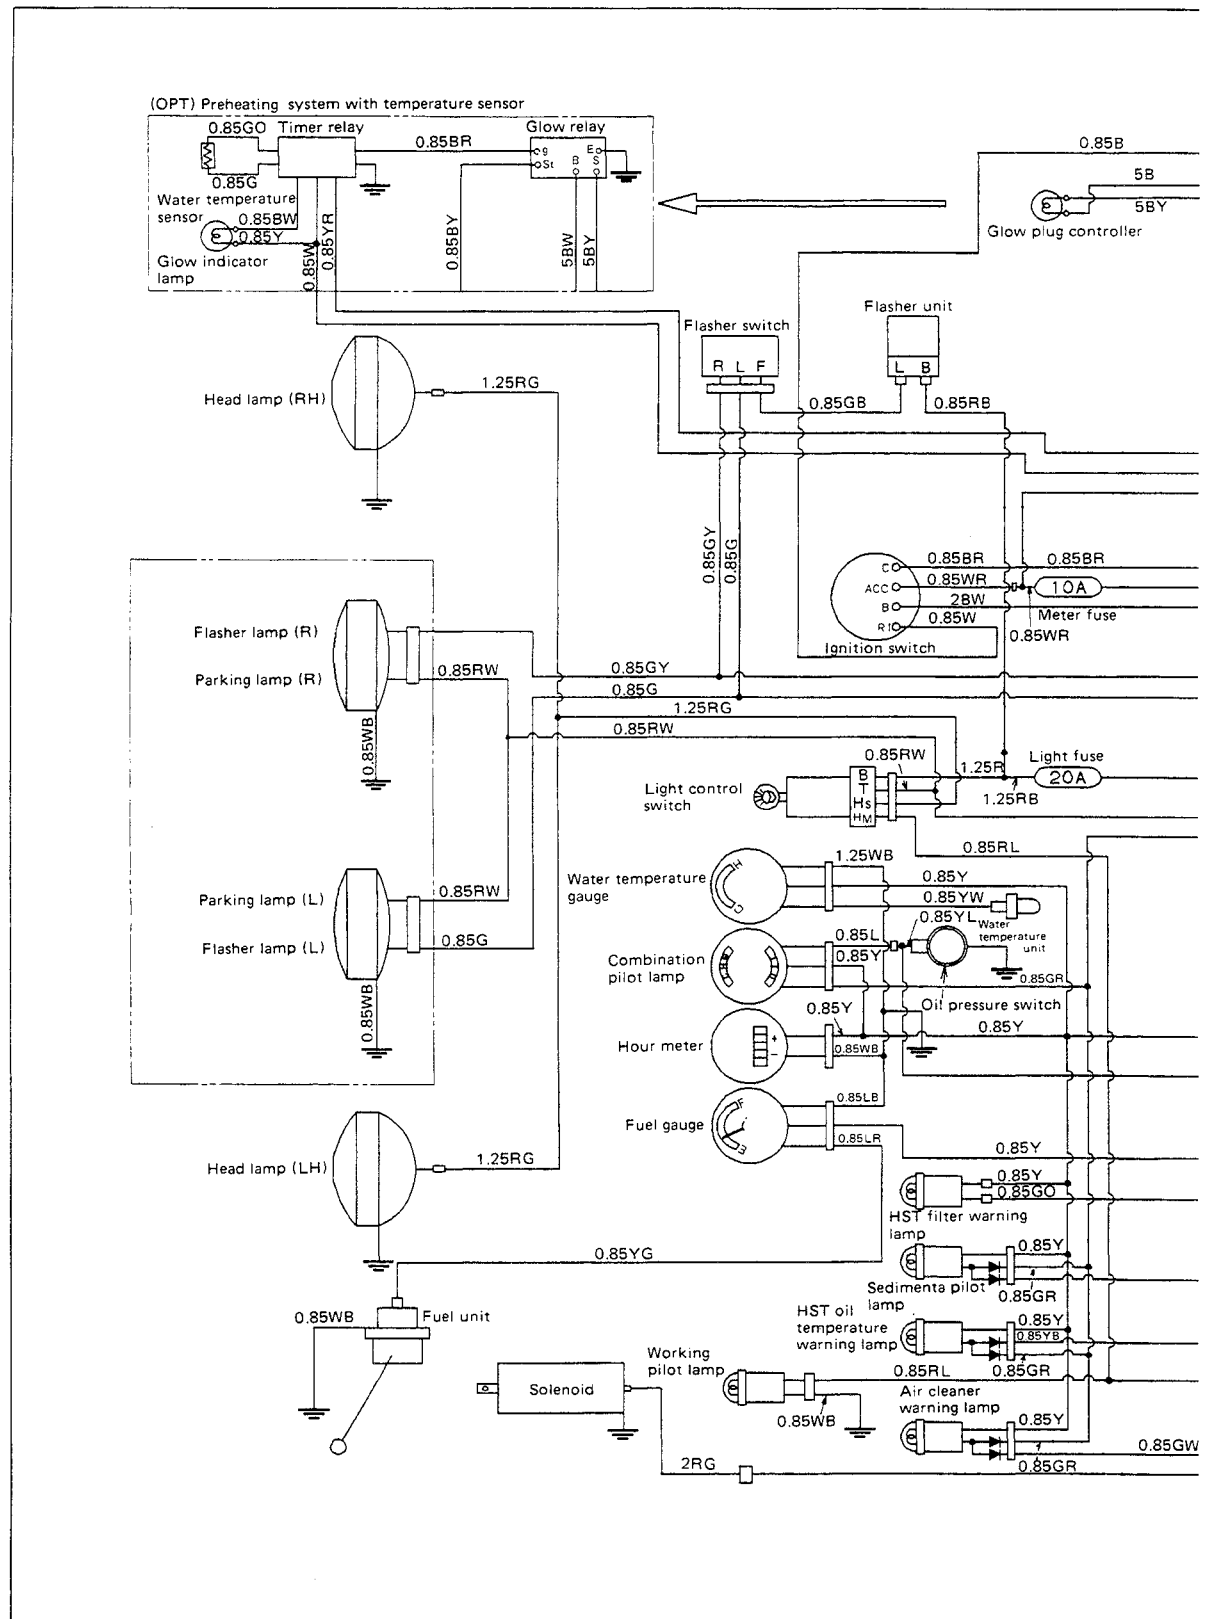 (OPT) Preheating system with temperature sensor
0.85GO
Timer relay
0.85BR
Glow relay
g
St
B
S
E
0.85G
Water temperature
sensor
0.85BW
0.85Y
Glow indicator
lamp
0.85W
0.85YR
0.85BY
5BW
5BY
0.85B
5B
5BY
Glow plug controller
Flasher unit
L B
Flasher switch
R L F
0.85GB
0.85RB
Head lamp (RH)
1.25RG
0.85GY
0.85G
C
ACC
B
R1
Ignition switch
0.85BR
0.85BR
0.85WR
10A
2BW
Meter fuse
0.85W
0.85WR
Flasher lamp (R)
Parking lamp (R)
0.85RW
0.85WB
0.85GY
0.85G
1.25RG
0.85RW
0.85RW
1.25R
Light fuse
20A
1.25RB
Light control
switch
B
T
Hs
HM
0.85RL
1.25WB
Water temperature
gauge
H
C
0.85Y
0.85YW
0.85YL
Water
temperature
unit
Parking lamp (L)
0.85RW
Flasher lamp (L)
0.85G
0.85WB
Combination
pilot lamp
0.85L
0.85Y
0.85GR
Oil pressure switch
Hour meter
+
−
0.85Y
0.85Y
0.85WB
Fuel gauge
F
E
0.85LB
0.85LR
0.85Y
Head lamp (LH)
1.25RG
0.85Y
0.85GO
HST filter warning
lamp
0.85YG
0.85Y
Sedimenta pilot
lamp
0.85GR
0.85WB
Fuel unit
HST oil
temperature
warning lamp
0.85Y
0.85YB
0.85GR
Working
pilot lamp
0.85RL
0.85WB
Solenoid
Air cleaner
warning lamp
0.85Y
0.85GW
0.85GR
2RG